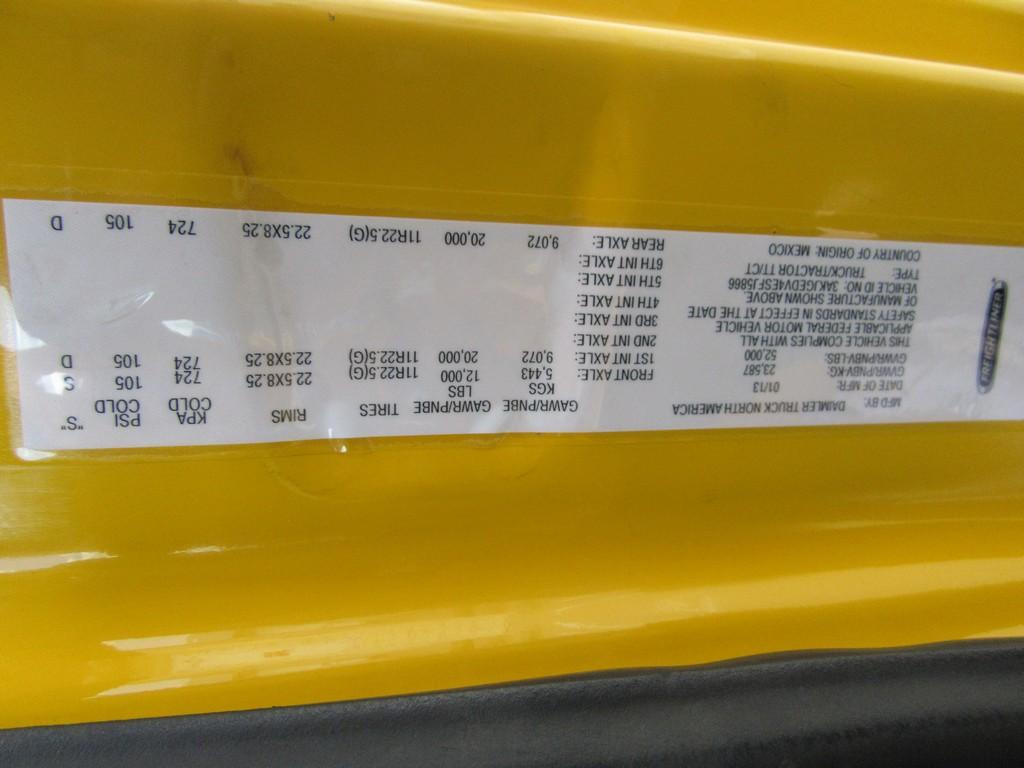 FREIGHTLINER
MFD BY: DAIMLER TRUCK NORTH AMERICA
DATE OF MFR: 01/13
GVWR/PNBV-KG: 23,587
GVWR/PNBV-LBS: 52,000
THIS VEHICLE COMPLIES WITH ALL
APPLICABLE FEDERAL MOTOR VEHICLE
SAFETY STANDARDS IN EFFECT AT THE DATE
OF MANUFACTURE SHOWN ABOVE
VEHICLE ID NO: 3AKJGEDV4ESFJ5866
TYPE: TRUCK/TRACTOR TT/CT
COUNTRY OF ORIGIN: MEXICO
GAWR/PNBE GAWR/PNBE TIRES RIMS KPA PSI "S"
KGS LBS COLD COLD
FRONT AXLE: 5,443 12,000 11R22.5(G) 22.5X8.25 724 105 S
1ST INT AXLE: 9,072 20,000 11R22.5(G) 22.5X8.25 724 105 D
2ND INT AXLE:
3RD INT AXLE:
4TH INT AXLE:
5TH INT AXLE:
6TH INT AXLE:
REAR AXLE: 9,072 20,000 11R22.5(G) 22.5X8.25 724 105 D